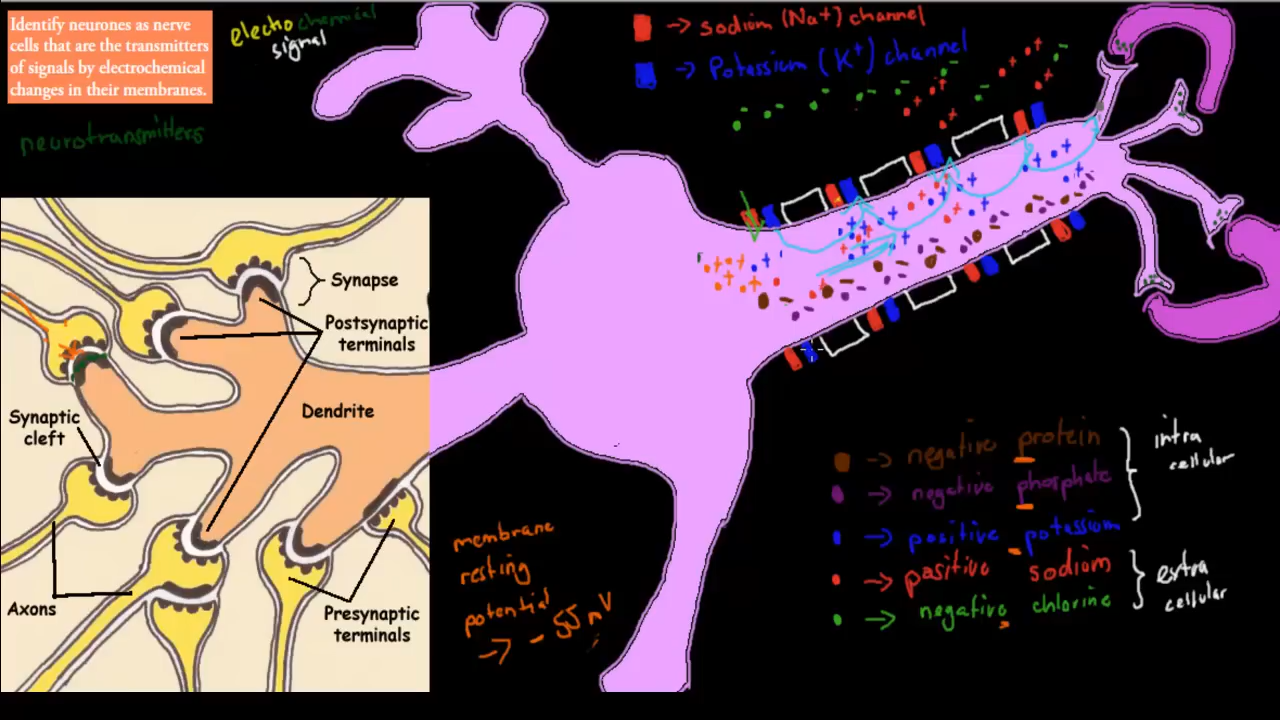 Identify neurones as nerve
cells that are the transmitters
of signals by electrochemical
changes in their membranes.
electochemical
signal
neurotransmitters
-> sodium (Na+) channel
-> Potassium (K+) channel
Synapse
Postsynaptic
terminals
Dendrite
Synaptic
cleft
Axons
Presynaptic
terminals
membrane
resting
potential
-> - 55 mV
-> negative protein
-> negative phosphate
-> positive potassium
intra
cellular
-> positive sodium
-> negative chlorine
extra
cellular